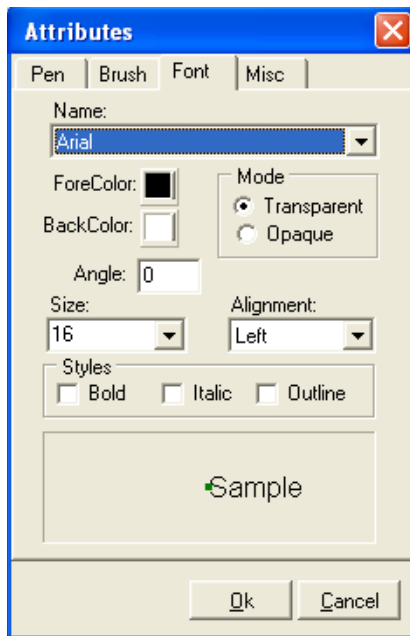 Attributes
Pen Brush Font Misc
Name:
Arial
ForeColor:
Mode
Transparent
BackColor:
Opaque
Angle: 0
Size: Alignment:
16 Left
Styles
Bold Italic Outline
Sample
Ok Cancel